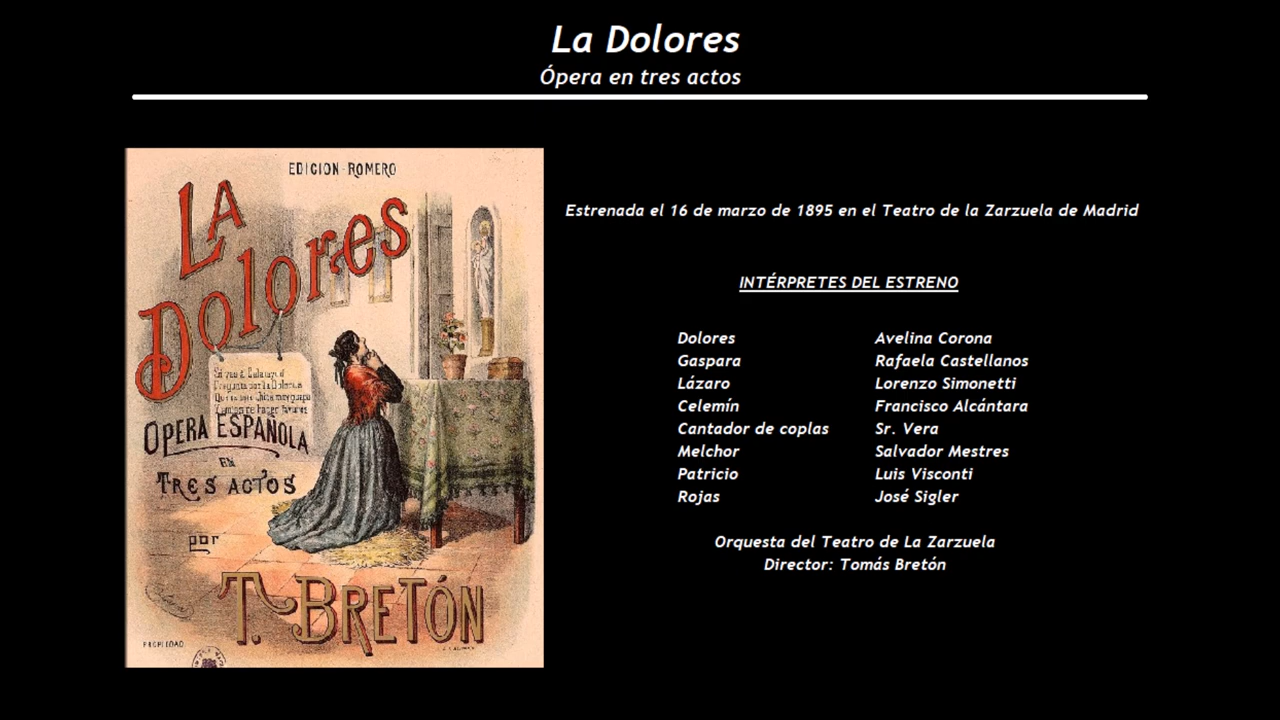 La Dolores
Ópera en tres actos
EDICION-ROMERO
LA
Dolores
OPERA ESPAÑOLA
EN
TRES ACTOS
por
T. BRETÓN
PROPIEDAD
Estrenada el 16 de marzo de 1895 en el Teatro de la Zarzuela de Madrid
INTÉRPRETES DEL ESTRENO
Dolores Avelina Corona
Gaspara Rafaela Castellanos
Lázaro Lorenzo Simonetti
Celemín Francisco Alcántara
Cantador de coplas Sr. Vera
Melchor Salvador Mestres
Patricio Luis Visconti
Rojas José Sigler
Orquesta del Teatro de La Zarzuela
Director: Tomás Bretón